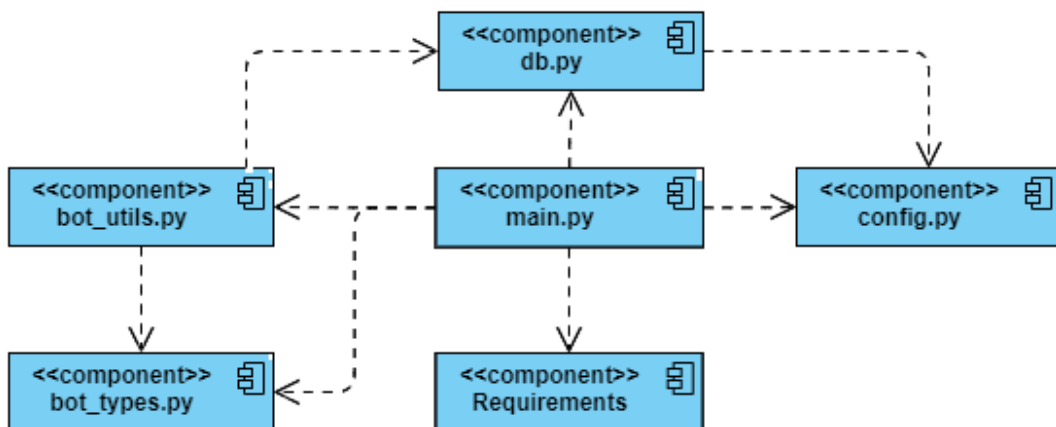 <<component>>
db.py
<<component>>
bot_utils.py
<<component>>
main.py
<<component>>
config.py
<<component>>
bot_types.py
<<component>>
Requirements